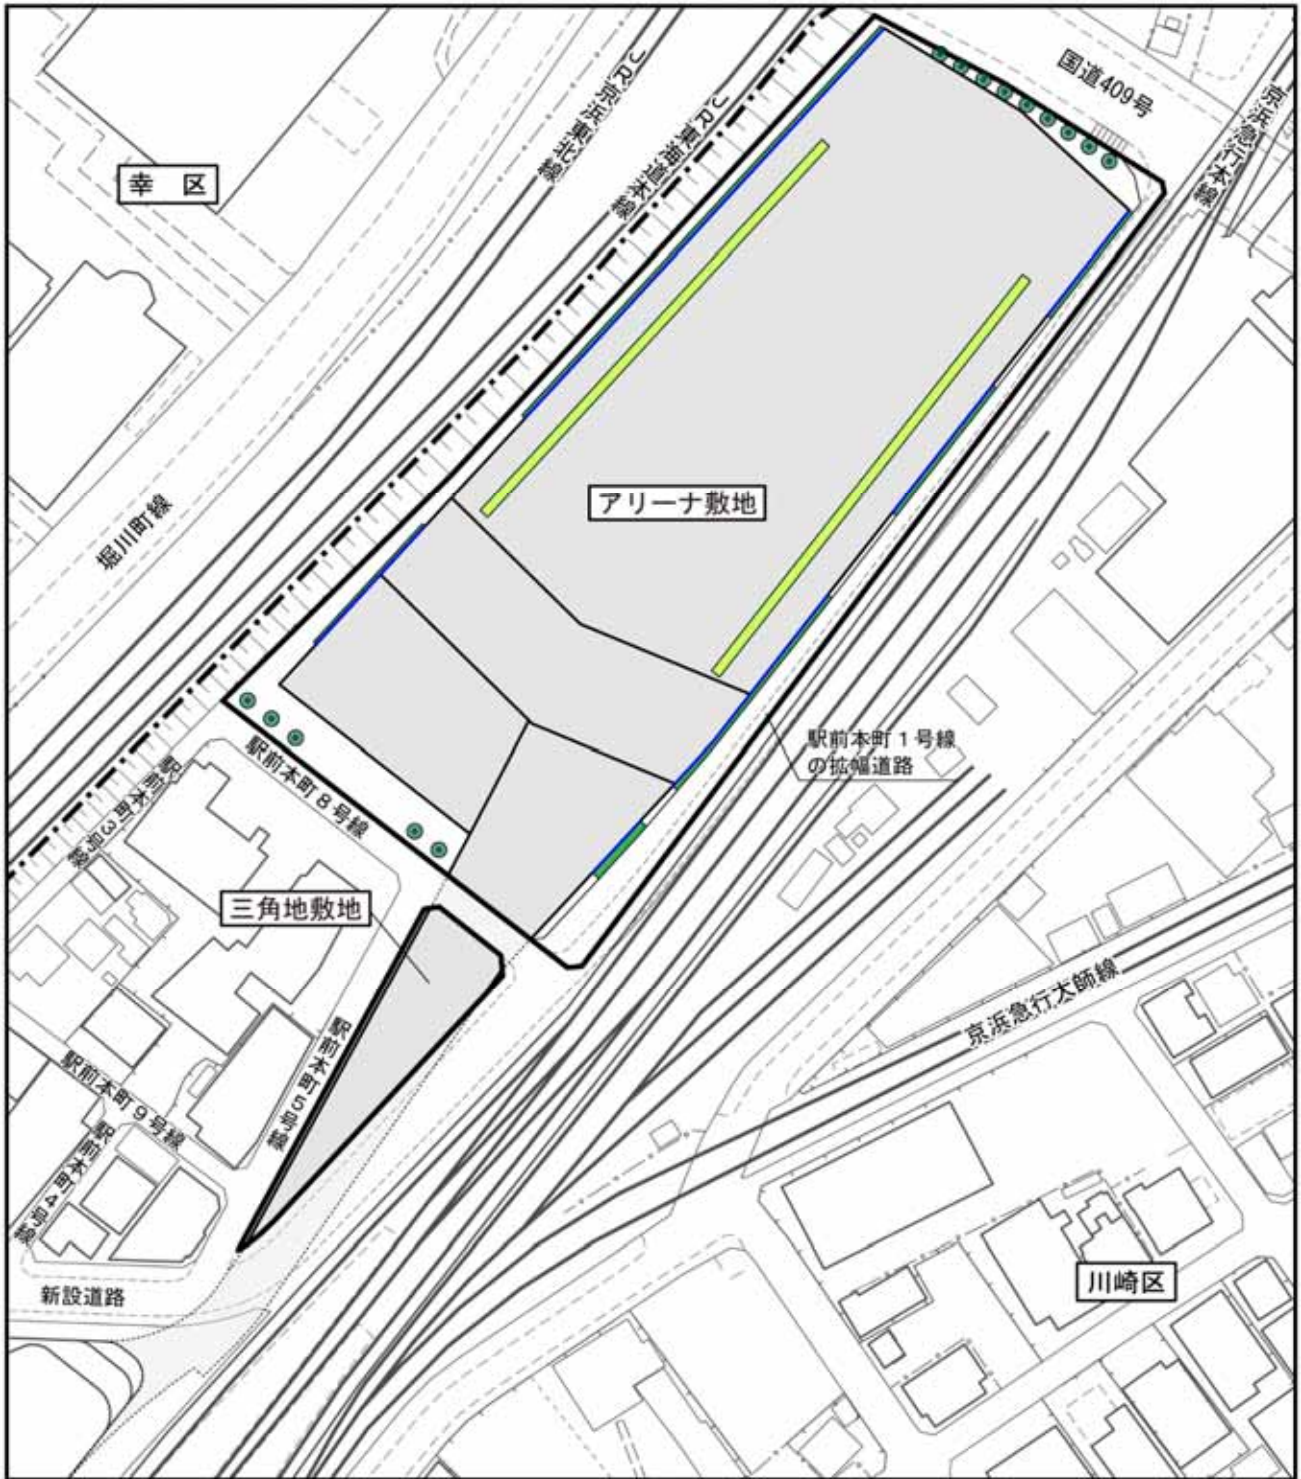 国道409号
京浜急行本線
JR京浜東北線
JR東海道本線
幸 区
アリーナ敷地
堀川町線
駅前本町1号線
の拡幅道路
駅前本町8号線
駅前本町3号線
三角地敷地
京浜急行大師線
駅前本町5号線
駅前本町9号線
駅前本町4号線
新設道路
川崎区